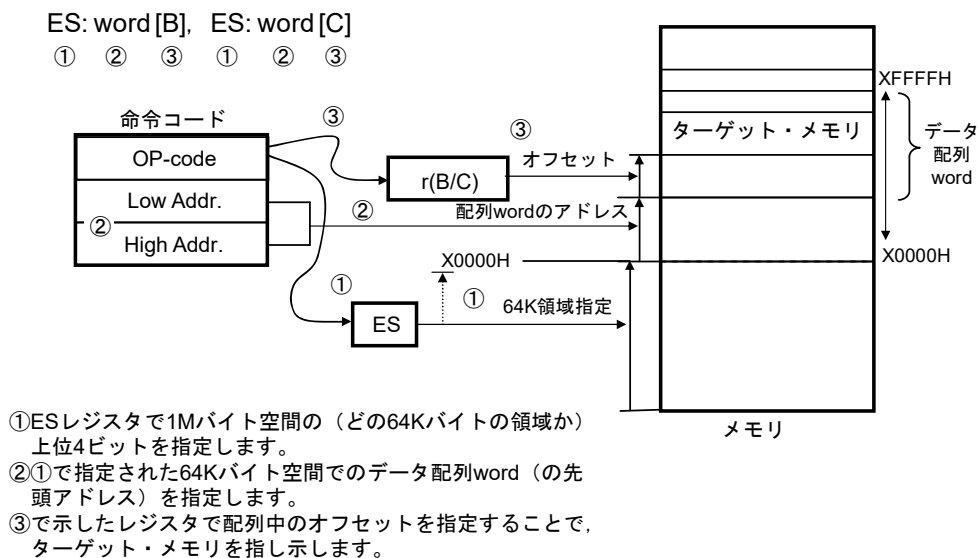 ES: word [B],  ES: word [C]
① ② ③ ① ② ③
命令コード
OP-code
Low Addr.
②
High Addr.
③
r(B/C)
③
オフセット
②
配列wordのアドレス
X0000H
①
①
ES
64K領域指定
ターゲット・メモリ
XFFFFH
データ
配列
word
X0000H
メモリ
①ESレジスタで1Mバイト空間の（どの64Kバイトの領域か）
上位4ビットを指定します。
②①で指定された64Kバイト空間でのデータ配列word（の先
頭アドレス）を指定します。
③で示したレジスタで配列中のオフセットを指定することで，
ターゲット・メモリを指し示します。